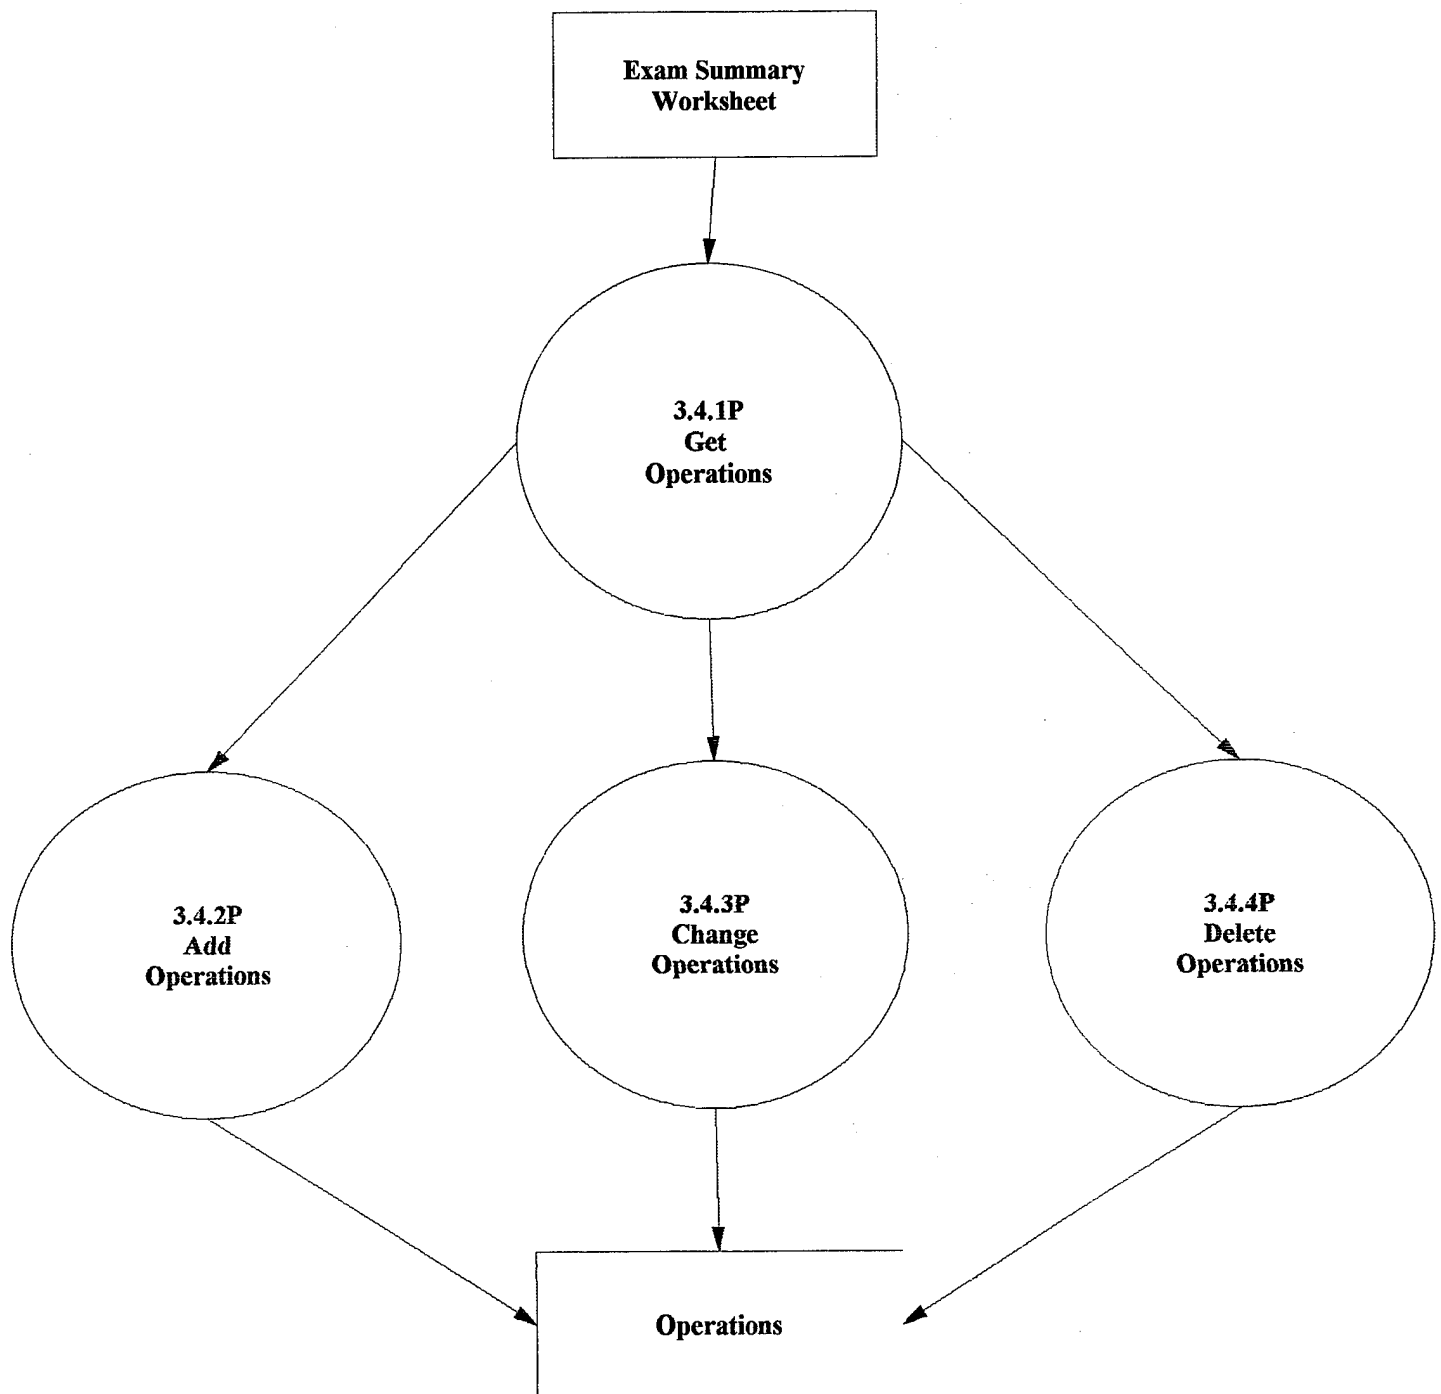 Exam Summary
Worksheet
3.4.1P
Get
Operations
3.4.2P
Add
Operations
3.4.3P
Change
Operations
3.4.4P
Delete
Operations
Operations